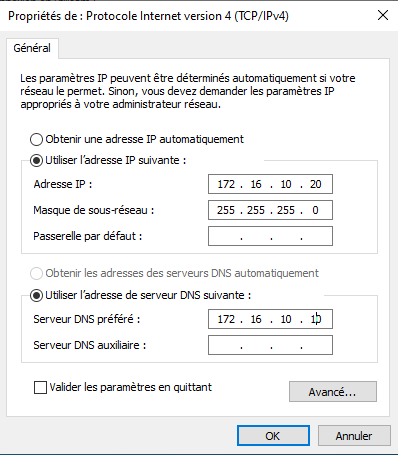 Propriétés de : Protocole Internet version 4 (TCP/IPv4)
Général
Les paramètres IP peuvent être déterminés automatiquement si votre
réseau le permet. Sinon, vous devez demander les paramètres IP
appropriés à votre administrateur réseau.
Obtenir une adresse IP automatiquement
Utiliser l'adresse IP suivante :
Adresse IP : 172 . 16 . 10 . 20
Masque de sous-réseau : 255 . 255 . 255 . 0
Passerelle par défaut : . . .
Obtenir les adresses des serveurs DNS automatiquement
Utiliser l'adresse de serveur DNS suivante :
Serveur DNS préféré : 172 . 16 . 10 . 10
Serveur DNS auxiliaire : . . .
Valider les paramètres en quittant
Avancé...
OK Annuler